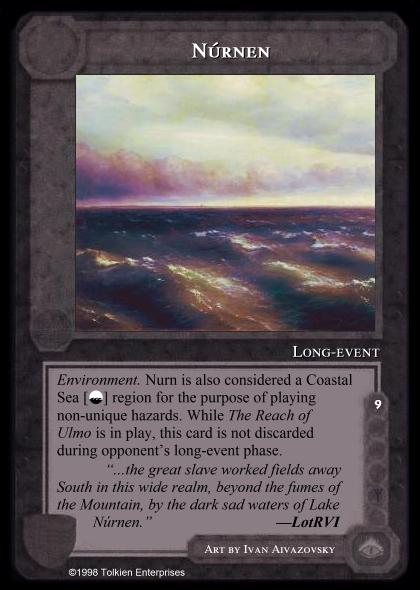 NÚRNEN
LONG-EVENT
Environment. Nurn is also considered a Coastal
Sea [] region for the purpose of playing
non-unique hazards. While The Reach of
Ulmo is in play, this card is not discarded
during opponent's long-event phase.
9
“...the great slave worked fields away
South in this wide realm, beyond the fumes of
the Mountain, by the dark sad waters of Lake
Núrnen.” —LotRVI
ART BY IVAN AIVAZOVSKY
©1998 Tolkien Enterprises